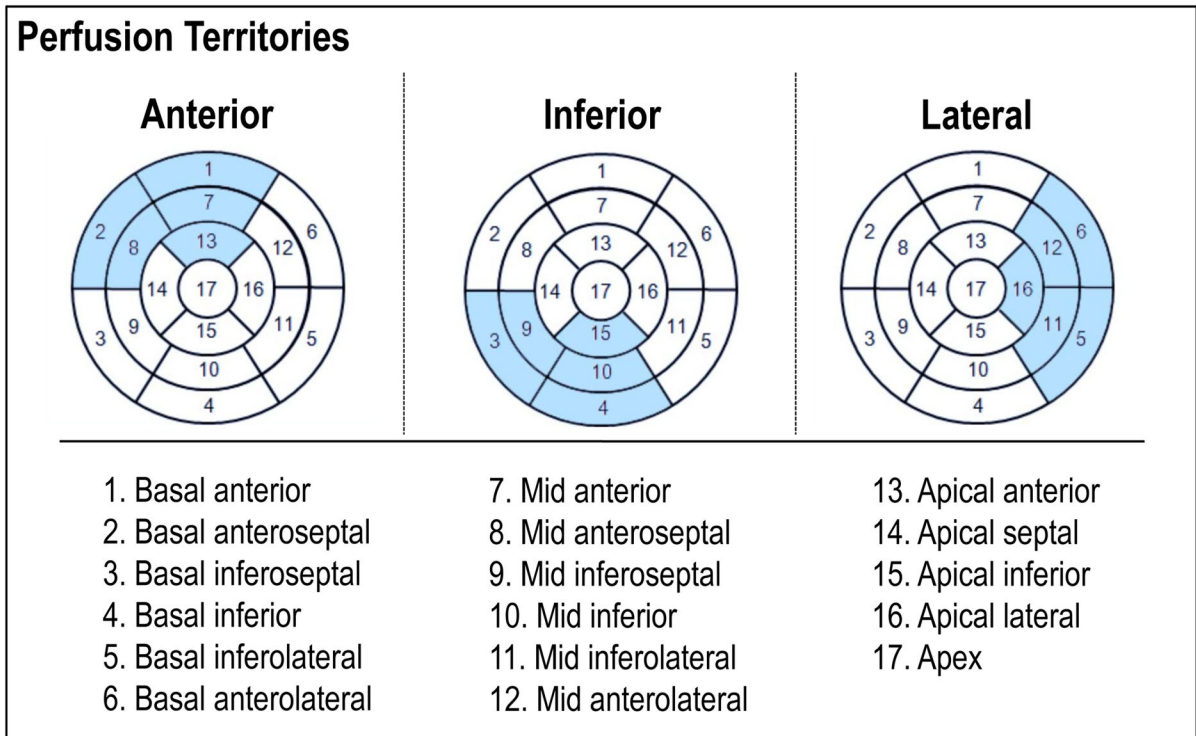 Perfusion Territories
Anterior
Inferior
Lateral
1
2
3
4
5
6
7
8
9
10
11
12
13
14
15
16
17
1
2
3
4
5
6
7
8
9
10
11
12
13
14
15
16
17
1
2
3
4
5
6
7
8
9
10
11
12
13
14
15
16
17
1. Basal anterior
2. Basal anteroseptal
3. Basal inferoseptal
4. Basal inferior
5. Basal inferolateral
6. Basal anterolateral
7. Mid anterior
8. Mid anteroseptal
9. Mid inferoseptal
10. Mid inferior
11. Mid inferolateral
12. Mid anterolateral
13. Apical anterior
14. Apical septal
15. Apical inferior
16. Apical lateral
17. Apex